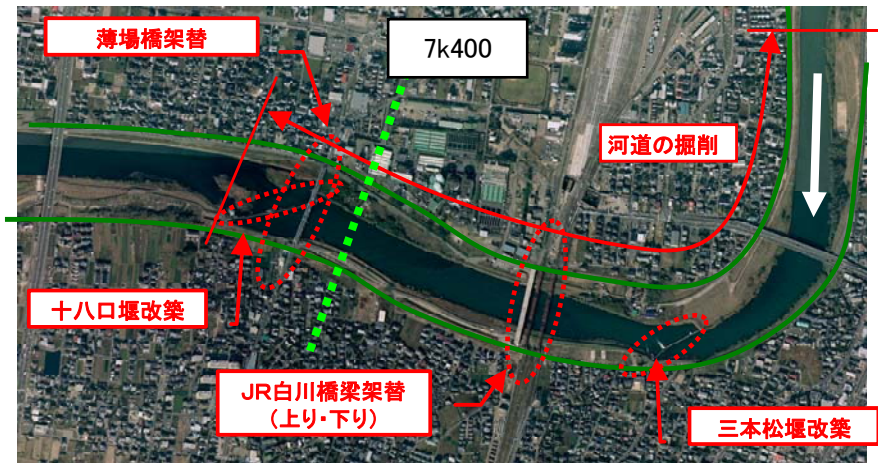 薄場橋架替
7k400
河道の掘削
十八口堰改築
JR白川橋梁架替
(上り・下り)
三本松堰改築